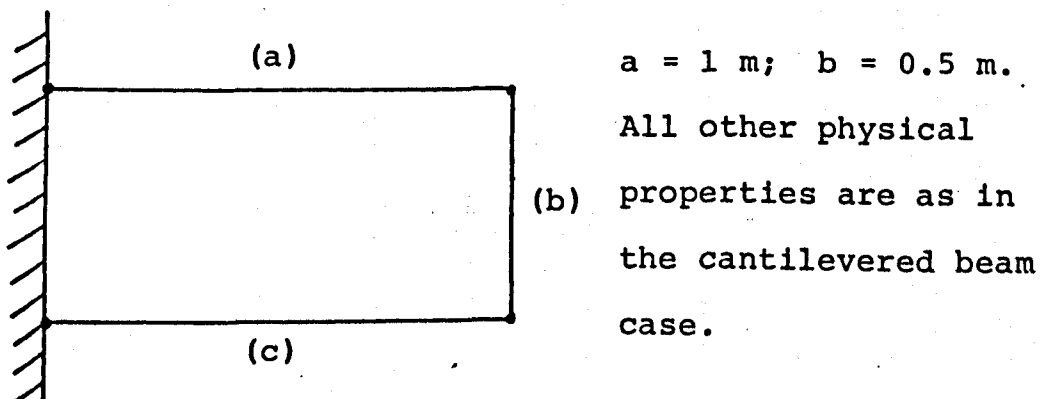 (a)
a = 1 m; b = 0.5 m.
All other physical
(b) properties are as in
the cantilevered beam
case.
(c)